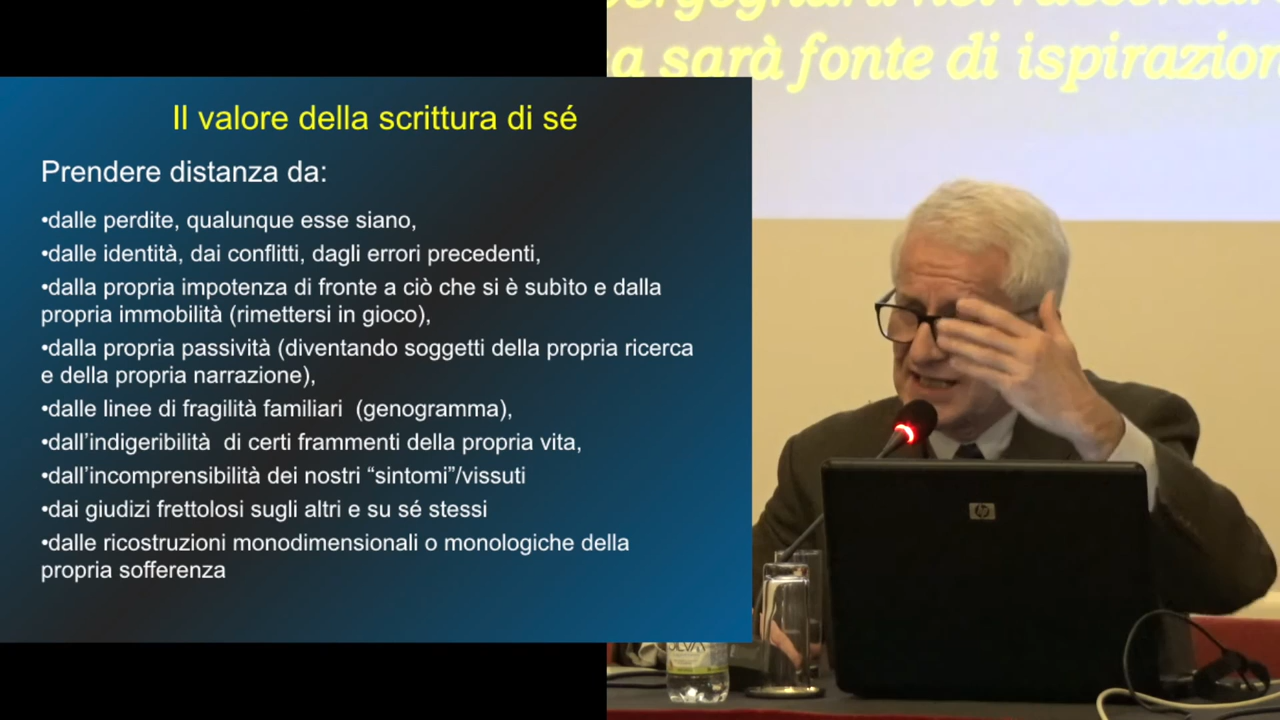 sarà fonte di ispirazion
Il valore della scrittura di sé
Prendere distanza da:
•dalle perdite, qualunque esse siano,
•dalle identità, dai conflitti, dagli errori precedenti,
•dalla propria impotenza di fronte a ciò che si è subìto e dalla
propria immobilità (rimettersi in gioco),
•dalla propria passività (diventando soggetti della propria ricerca
e della propria narrazione),
•dalle linee di fragilità familiari (genogramma),
•dall’indigeribilità di certi frammenti della propria vita,
•dall’incomprensibilità dei nostri “sintomi”/vissuti
•dai giudizi frettolosi sugli altri e su sé stessi
•dalle ricostruzioni monodimensionali o monologiche della
propria sofferenza
hp